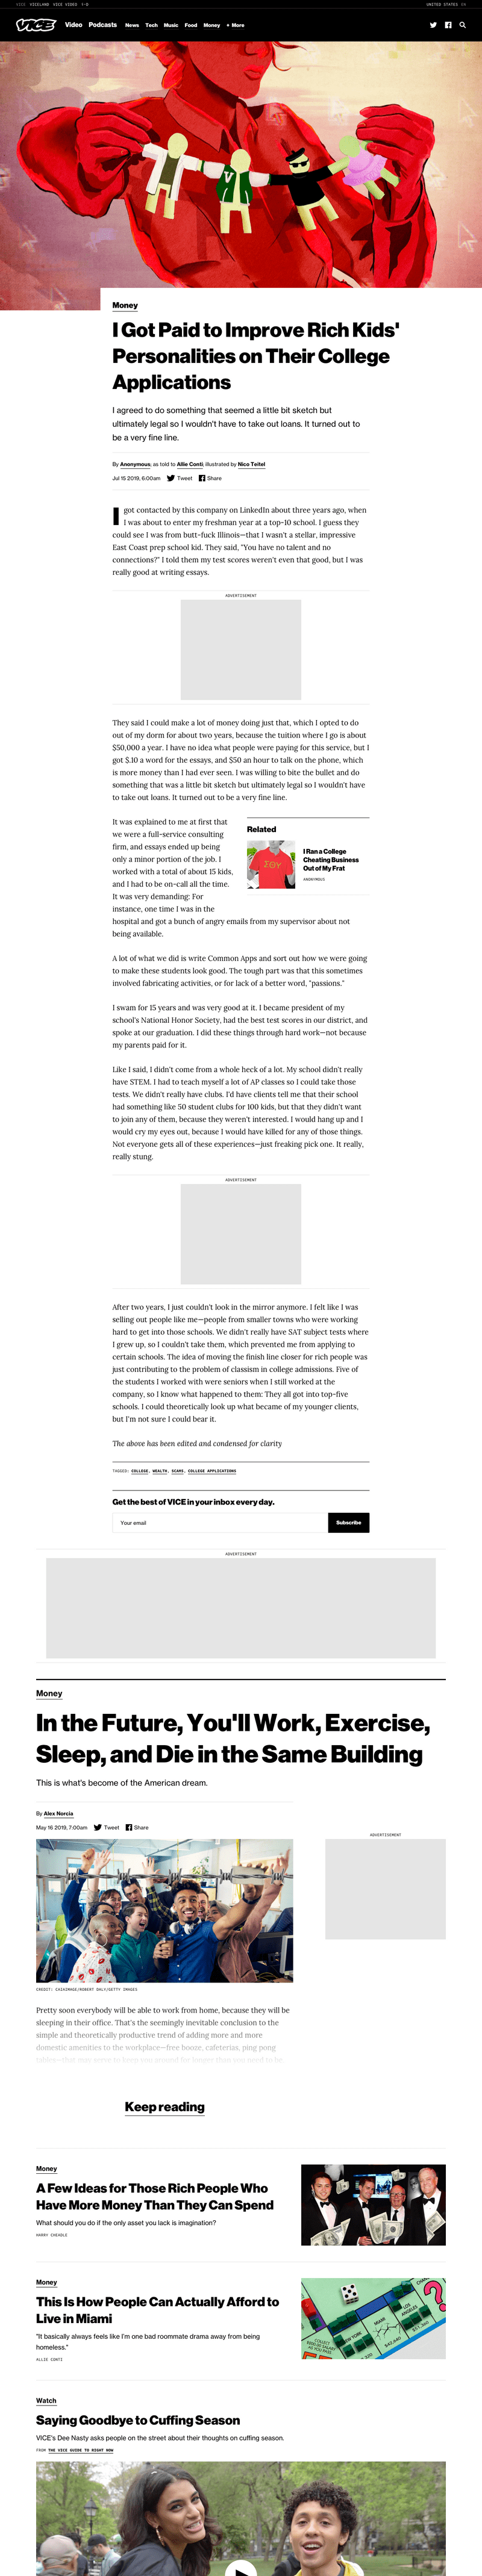 VICE VICELAND VICE VIDEO i-D UNITED STATES EN
VICE Video Podcasts News Tech Music Food Money + More
Money
I Got Paid to Improve Rich Kids'
Personalities on Their College
Applications
I agreed to do something that seemed a little bit sketch but
ultimately legal so I wouldn't have to take out loans. It turned out to
be a very fine line.
By Anonymous; as told to Allie Conti; illustrated by Nico Teitel
Jul 15 2019, 6:00am Tweet Share
I got contacted by this company on LinkedIn about three years ago, when
I was about to enter my freshman year at a top-10 school. I guess they
could see I was from butt-fuck Illinois—that I wasn't a stellar, impressive
East Coast prep school kid. They said, "You have no talent and no
connections?" I told them my test scores weren't even that good, but I was
really good at writing essays.
ADVERTISEMENT
They said I could make a lot of money doing just that, which I opted to do
out of my dorm for about two years, because the tuition where I go is about
$50,000 a year. I have no idea what people were paying for this service, but I
got $.10 a word for the essays, and $50 an hour to talk on the phone, which
is more money than I had ever seen. I was willing to bite the bullet and do
something that was a little bit sketch but ultimately legal so I wouldn't have
to take out loans. It turned out to be a very fine line.
It was explained to me at first that
we were a full-service consulting
firm, and essays ended up being
only a minor portion of the job. I
worked with a total of about 15 kids,
and I had to be on-call all the time.
It was very demanding: For
instance, one time I was in the
hospital and got a bunch of angry emails from my supervisor about not
being available.
Related
I Ran a College
Cheating Business
Out of My Frat
ANONYMOUS
A lot of what we did is write Common Apps and sort out how we were going
to make these students look good. The tough part was that this sometimes
involved fabricating activities, or for lack of a better word, "passions."
I swam for 15 years and was very good at it. I became president of my
school's National Honor Society, had the best test scores in our district, and
spoke at our graduation. I did these things through hard work—not because
my parents paid for it.
Like I said, I didn't come from a whole heck of a lot. My school didn't really
have STEM. I had to teach myself a lot of AP classes so I could take those
tests. We didn't really have clubs. I'd have clients tell me that their school
had something like 50 student clubs for 100 kids, but that they didn't want
to join any of them, because they weren't interested. I would hang up and I
would cry my eyes out, because I would have killed for any of those things.
Not everyone gets all of these experiences—just freaking pick one. It really,
really stung.
ADVERTISEMENT
After two years, I just couldn't look in the mirror anymore. I felt like I was
selling out people like me—people from smaller towns who were working
hard to get into those schools. We didn't really have SAT subject tests where
I grew up, so I couldn't take them, which prevented me from applying to
certain schools. The idea of moving the finish line closer for rich people was
just contributing to the problem of classism in college admissions. Five of
the students I worked with were seniors when I still worked at the
company, so I know what happened to them: They all got into top-five
schools. I could theoretically look up what became of my younger clients,
but I'm not sure I could bear it.
The above has been edited and condensed for clarity
TAGGED: COLLEGE, WEALTH, SCAMS, COLLEGE APPLICATIONS
Get the best of VICE in your inbox every day.
Your email Subscribe
ADVERTISEMENT
Money
In the Future, You'll Work, Exercise,
Sleep, and Die in the Same Building
This is what's become of the American dream.
By Alex Norcia
May 16 2019, 7:00am Tweet Share
ADVERTISEMENT
CREDIT: CAIAIMAGE/ROBERT DALY/GETTY IMAGES
Pretty soon everybody will be able to work from home, because they will be
sleeping in their office. That's the seemingly inevitable conclusion to the
simple and theoretically productive trend of adding more and more
domestic amenities to the workplace—free booze, cafeterias, ping pong
Keep reading
Money
A Few Ideas for Those Rich People Who
Have More Money Than They Can Spend
What should you do if the only asset you lack is imagination?
HARRY CHEADLE
Money
This Is How People Can Actually Afford to
Live in Miami
"It basically always feels like I'm one bad roommate drama away from being
homeless."
ALLIE CONTI
Watch
Saying Goodbye to Cuffing Season
VICE's Dee Nasty asks people on the street about their thoughts on cuffing season.
FROM THE VICE GUIDE TO RIGHT NOW